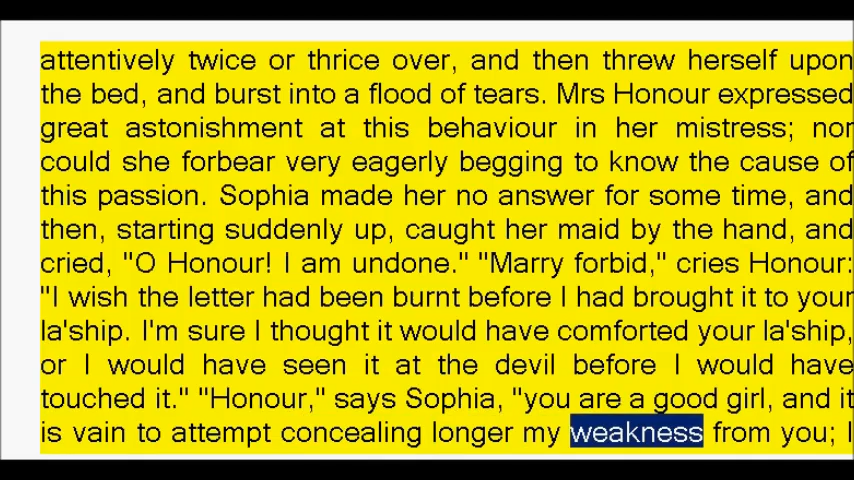 attentively twice or thrice over, and then threw herself upon
the bed, and burst into a flood of tears. Mrs Honour expressed
great astonishment at this behaviour in her mistress; nor
could she forbear very eagerly begging to know the cause of
this passion. Sophia made her no answer for some time, and
then, starting suddenly up, caught her maid by the hand, and
cried, "O Honour! I am undone." "Marry forbid," cries Honour:
"I wish the letter had been burnt before I had brought it to your
la'ship. I'm sure I thought it would have comforted your la'ship,
or I would have seen it at the devil before I would have
touched it." "Honour," says Sophia, "you are a good girl, and it
is vain to attempt concealing longer my weakness from you; I